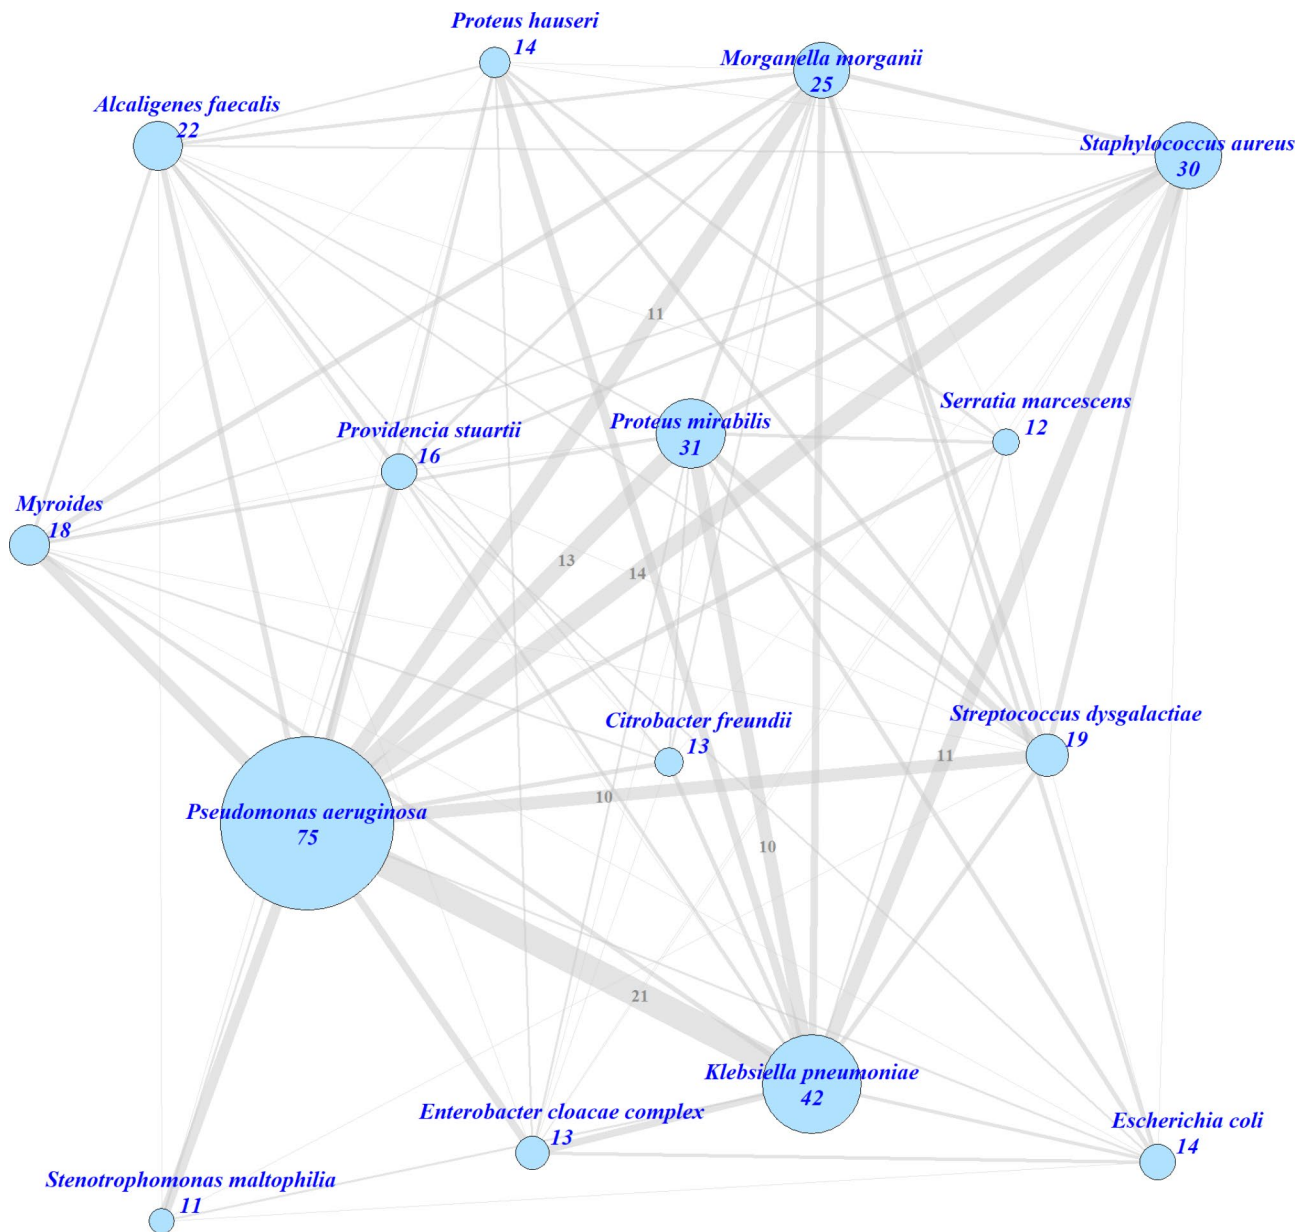 Proteus hauseri
14
Morganella morganii
25
Alcaligenes faecalis
22
Staphylococcus aureus
30
11
Serratia marcescens
12
Proteus mirabilis
31
Providencia stuartii
16
Myroides
18
13
14
Citrobacter freundii
13
Streptococcus dysgalactiae
19
11
10
Pseudomonas aeruginosa
75
10
21
Klebsiella pneumoniae
42
Enterobacter cloacae complex
13
Escherichia coli
14
Stenotrophomonas maltophilia
11